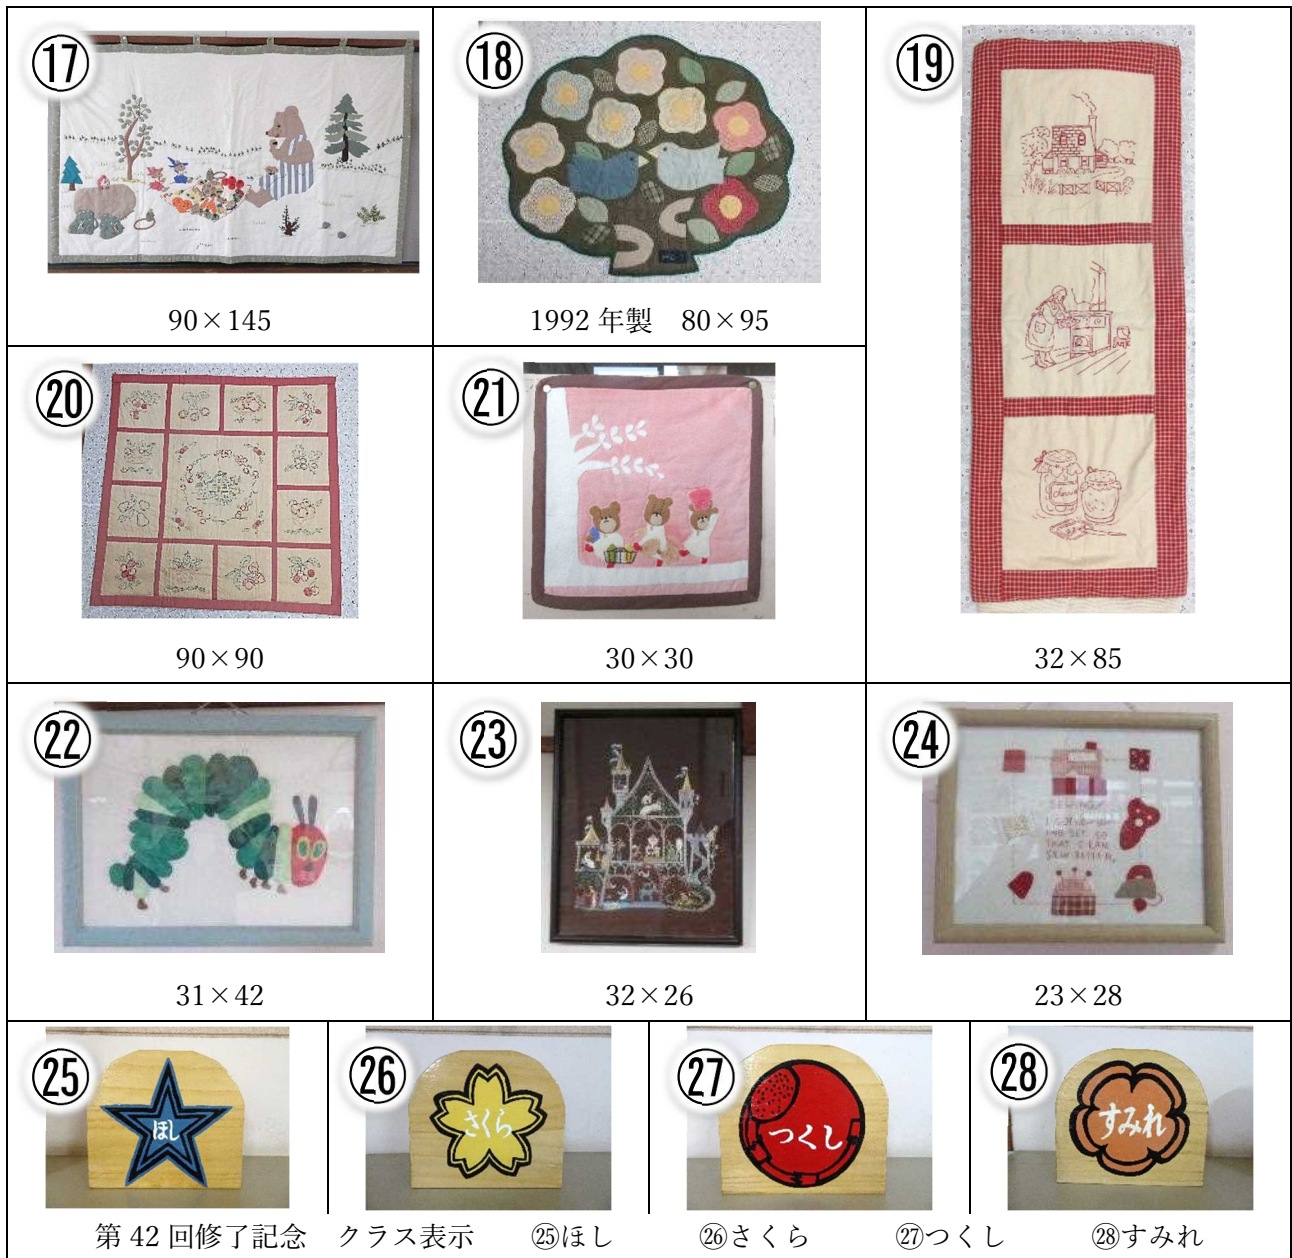 ⑰
⑱
⑲
90×145
1992 年製 80×95
⑳
㉑
90×90
30×30
32×85
㉒
㉓
㉔
SEWING
THAT I CAN
31×42
32×26
23×28
㉕
㉖
㉗
㉘
ほし
さくら
つくし
すみれ
第 42 回修了記念 クラス表示 ㉕ほし ㉖さくら ㉗つくし ㉘すみれ